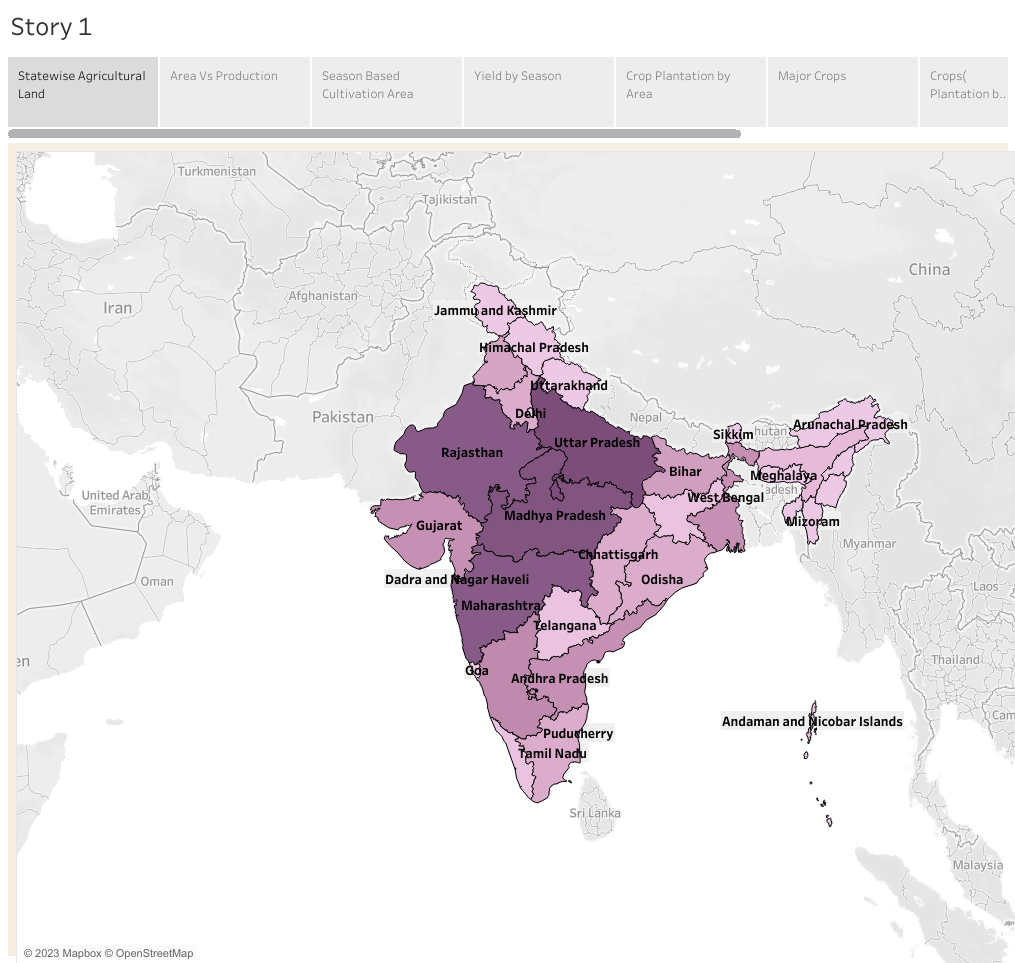 Story 1
Statewise Agricultural
Land
Area Vs Production
Season Based
Cultivation Area
Yield by Season
Crop Plantation by
Area
Major Crops
Crops(
Plantation b..
Turkmenistan
Tajikistan
China
Afghanistan
Iran
Jammu and Kashmir
Himachal Pradesh
Uttarakhand
Pakistan
Delhi
Nepal
Arunachal Pradesh
Sikkim
Bhutan
Uttar Pradesh
Rajasthan
Bihar
Meghalaya
adesh
United Arab
Emirates
West Bengal
Madhya Pradesh
Mizoram
Gujarat
Myanmar
Chhattisgarh
Oman
Dadra and Nagar Haveli
Odisha
Laos
Maharashtra
Telangana
en
Thailand
Goa
Andhra Pradesh
Cam
Andaman and Nicobar Islands
Puducherry
Tamil Nadu
Sri Lanka
Malaysia
© 2023 Mapbox © OpenStreetMap